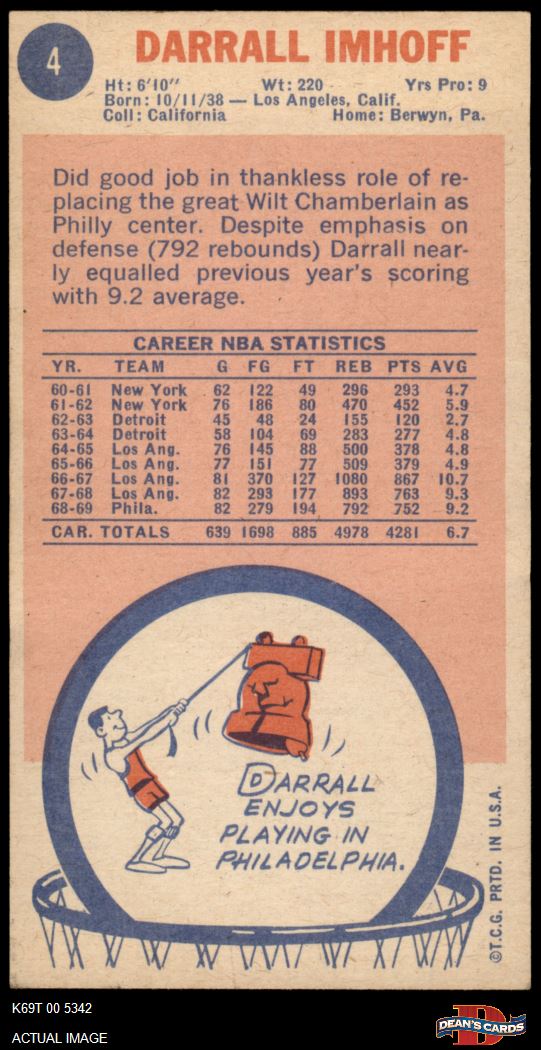 4
DARRALL IMHOFF
Ht: 6'10" Wt: 220 Yrs Pro: 9
Born: 10/11/38 — Los Angeles, Calif.
Coll: California Home: Berwyn, Pa.
Did good job in thankless role of re-
placing the great Wilt Chamberlain as
Philly center. Despite emphasis on
defense (792 rebounds) Darrall near-
ly equalled previous year's scoring
with 9.2 average.
CAREER NBA STATISTICS
YR. TEAM G FG FT REB PTS AVG
60-61 New York 62 122 49 296 293 4.7
61-62 New York 76 186 80 470 452 5.9
62-63 Detroit 45 48 24 155 120 2.7
63-64 Detroit 58 104 69 283 277 4.8
64-65 Los Ang. 76 145 88 500 378 4.8
65-66 Los Ang. 77 151 77 509 379 4.9
66-67 Los Ang. 81 370 127 1080 867 10.7
67-68 Los Ang. 82 293 177 893 763 9.3
68-69 Phila. 82 279 194 792 752 9.2
CAR. TOTALS 639 1698 885 4978 4281 6.7
DARRALL
ENJOYS
PLAYING IN
PHILADELPHIA.
©T.C.G. PRTD. IN U.S.A.
K69T 00 5342
ACTUAL IMAGE
D
DEAN'S CARDS